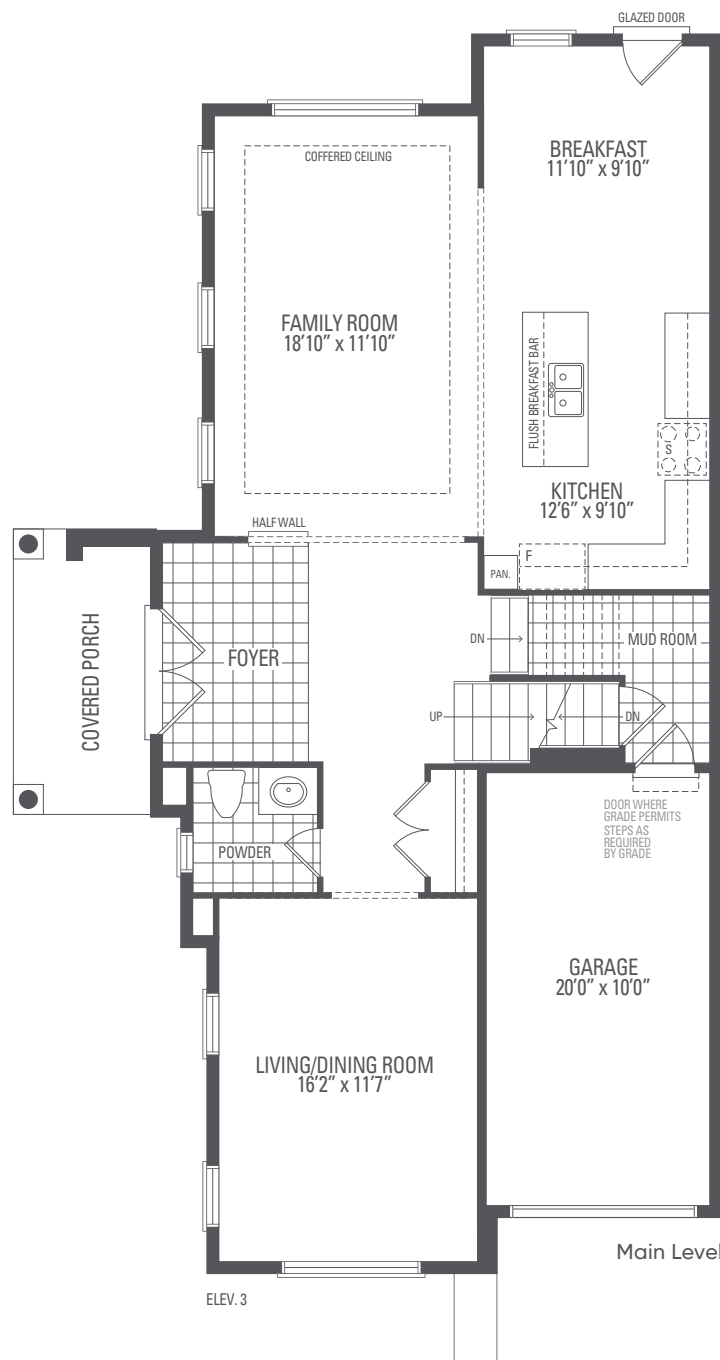 GLAZED DOOR
BREAKFAST
11'10” x 9'10”
COFFERED CEILING
FAMILY ROOM
18'10” x 11'10”
FLUSH BREAKFAST BAR
S
KITCHEN
12'6” x 9'10”
HALF WALL
F
PAN.
COVERED PORCH
FOYER
DN
MUD ROOM
UP
DN
POWDER
DOOR WHERE
GRADE PERMITS
STEPS AS
REQUIRED
BY GRADE
GARAGE
20'0” x 10'0”
LIVING/DINING ROOM
16'2” x 11'7”
Main Level
ELEV. 3